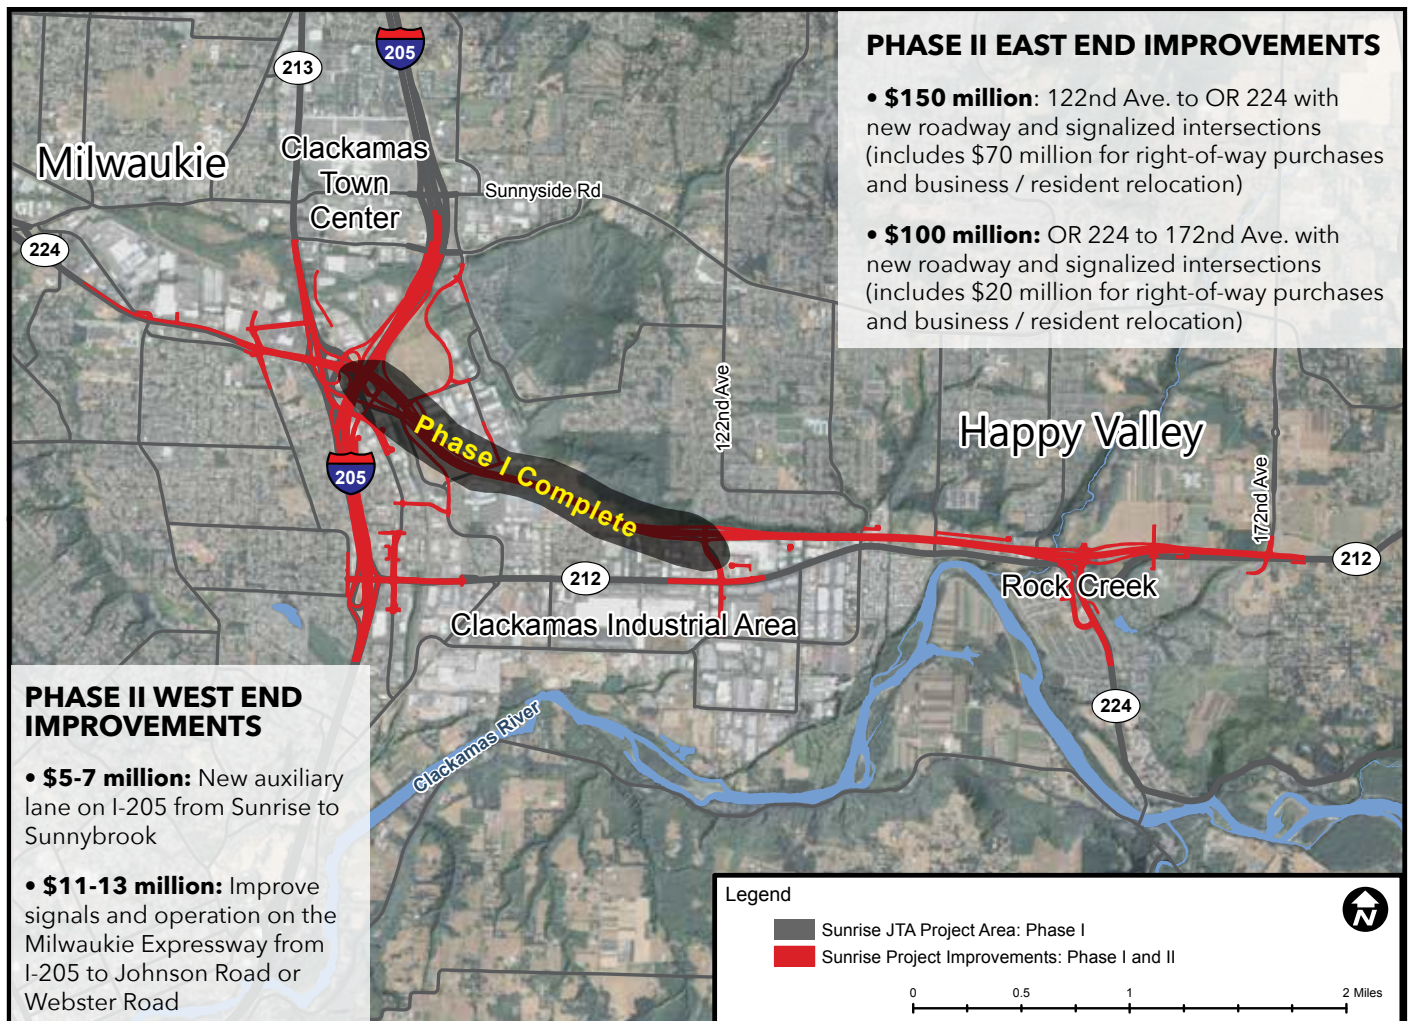 205
213
PHASE II EAST END IMPROVEMENTS
• $150 million: 122nd Ave. to OR 224 with
new roadway and signalized intersections
(includes $70 million for right-of-way purchases
and business / resident relocation)
• $100 million: OR 224 to 172nd Ave. with
new roadway and signalized intersections
(includes $20 million for right-of-way purchases
and business / resident relocation)
Milwaukie
Clackamas
Town
Center
Sunnyside Rd
224
122nd Ave
Happy Valley
Phase I Complete
205
172nd Ave
212
212
Rock Creek
Clackamas Industrial Area
224
Clackamas River
PHASE II WEST END
IMPROVEMENTS
• $5-7 million: New auxiliary
lane on I-205 from Sunrise to
Sunnybrook
• $11-13 million: Improve
signals and operation on the
Milwaukie Expressway from
I-205 to Johnson Road or
Webster Road
Legend
N
Sunrise JTA Project Area: Phase I
Sunrise Project Improvements: Phase I and II
0 0.5 1 2 Miles